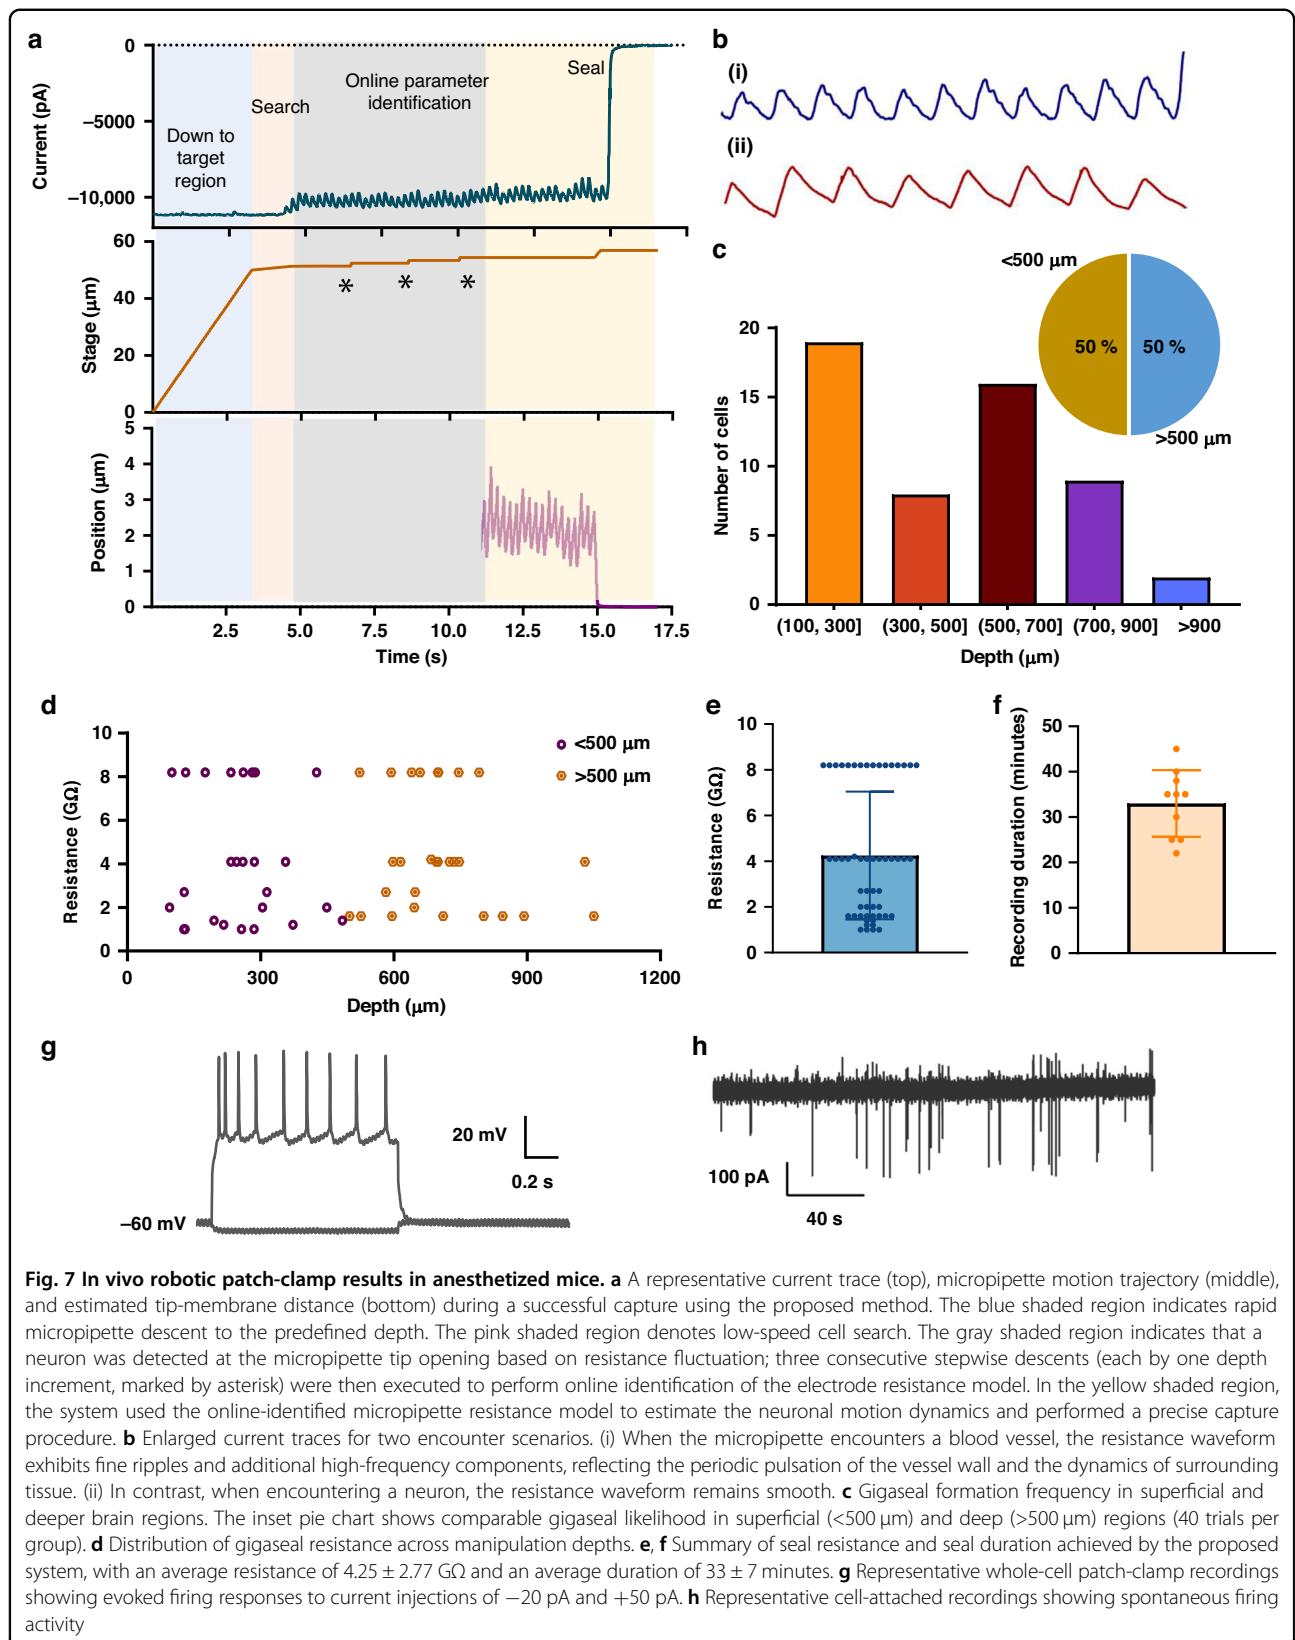 a
0
−5000
−10,000
Current (pA)
Down to
target
region
Search
Online parameter
identification
Seal
60
40
20
0
Stage (μm)
* * *
5
4
3
2
1
0
Position (μm)
2.5 5.0 7.5 10.0 12.5 15.0 17.5
Time (s)
b
(i)
(ii)
c
<500 μm
50 % 50 %
>500 μm
20
15
10
5
0
Number of cells
(100, 300] (300, 500] (500, 700] (700, 900] >900
Depth (μm)
d
10
8
6
4
2
0
Resistance (GΩ)
<500 μm
>500 μm
0 300 600 900 1200
Depth (μm)
e
10
8
6
4
2
0
Resistance (GΩ)
f
50
40
30
20
10
0
Recording duration (minutes)
g
20 mV
0.2 s
−60 mV
h
100 pA
40 s
Fig. 7 In vivo robotic patch-clamp results in anesthetized mice. a A representative current trace (top), micropipette motion trajectory (middle),
and estimated tip-membrane distance (bottom) during a successful capture using the proposed method. The blue shaded region indicates rapid
micropipette descent to the predefined depth. The pink shaded region denotes low-speed cell search. The gray shaded region indicates that a
neuron was detected at the micropipette tip opening based on resistance fluctuation; three consecutive stepwise descents (each by one depth
increment, marked by asterisk) were then executed to perform online identification of the electrode resistance model. In the yellow shaded region,
the system used the online-identified micropipette resistance model to estimate the neuronal motion dynamics and performed a precise capture
procedure. b Enlarged current traces for two encounter scenarios. (i) When the micropipette encounters a blood vessel, the resistance waveform
exhibits fine ripples and additional high-frequency components, reflecting the periodic pulsation of the vessel wall and the dynamics of surrounding
tissue. (ii) In contrast, when encountering a neuron, the resistance waveform remains smooth. c Gigaseal formation frequency in superficial and
deeper brain regions. The inset pie chart shows comparable gigaseal likelihood in superficial (<500 μm) and deep (>500 μm) regions (40 trials per
group). d Distribution of gigaseal resistance across manipulation depths. e, f Summary of seal resistance and seal duration achieved by the proposed
system, with an average resistance of 4.25 ± 2.77 GΩ and an average duration of 33 ± 7 minutes. g Representative whole-cell patch-clamp recordings
showing evoked firing responses to current injections of −20 pA and +50 pA. h Representative cell-attached recordings showing spontaneous firing
activity